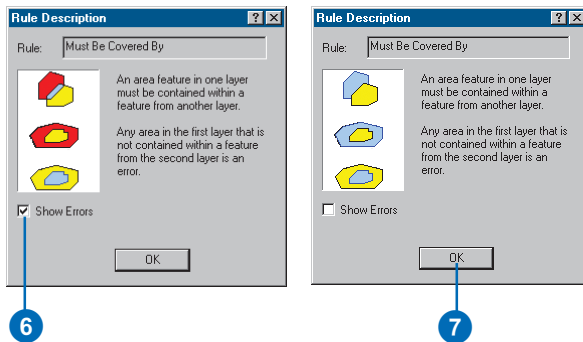 Rule Description
Rule: Must Be Covered By
An area feature in one layer
must be contained within a
feature from another layer.
Any area in the first layer that is
not contained within a feature
from the second layer is an
error.
Show Errors
OK
6
Rule Description
Rule: Must Be Covered By
An area feature in one layer
must be contained within a
feature from another layer.
Any area in the first layer that is
not contained within a feature
from the second layer is an
error.
Show Errors
OK
7